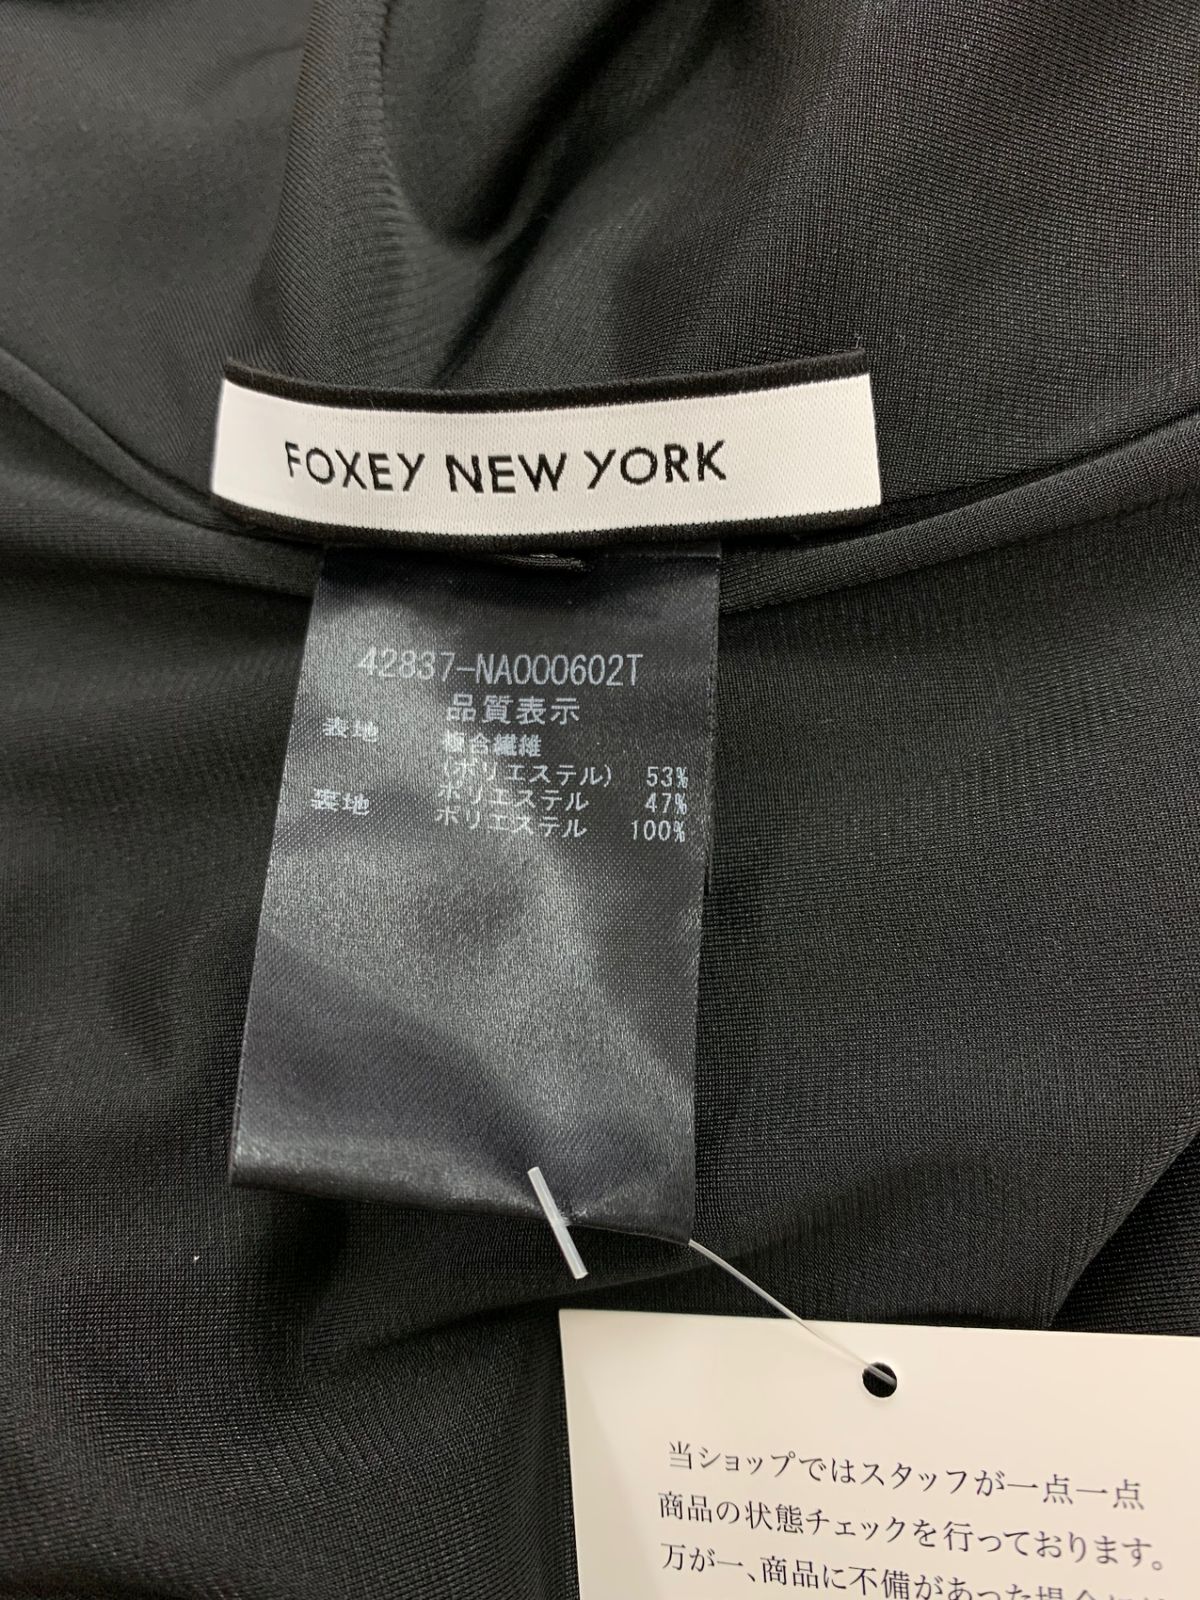 FOXEY NEW YORK
42837-NA000602T
品質表示
表地 複合繊維
(ポリエステル) 53%
ポリエステル 47%
裏地 ポリエステル 100%
当ショップではスタッフが一点一点
商品の状態チェックを行っております。
万が一、商品に不備があった場合